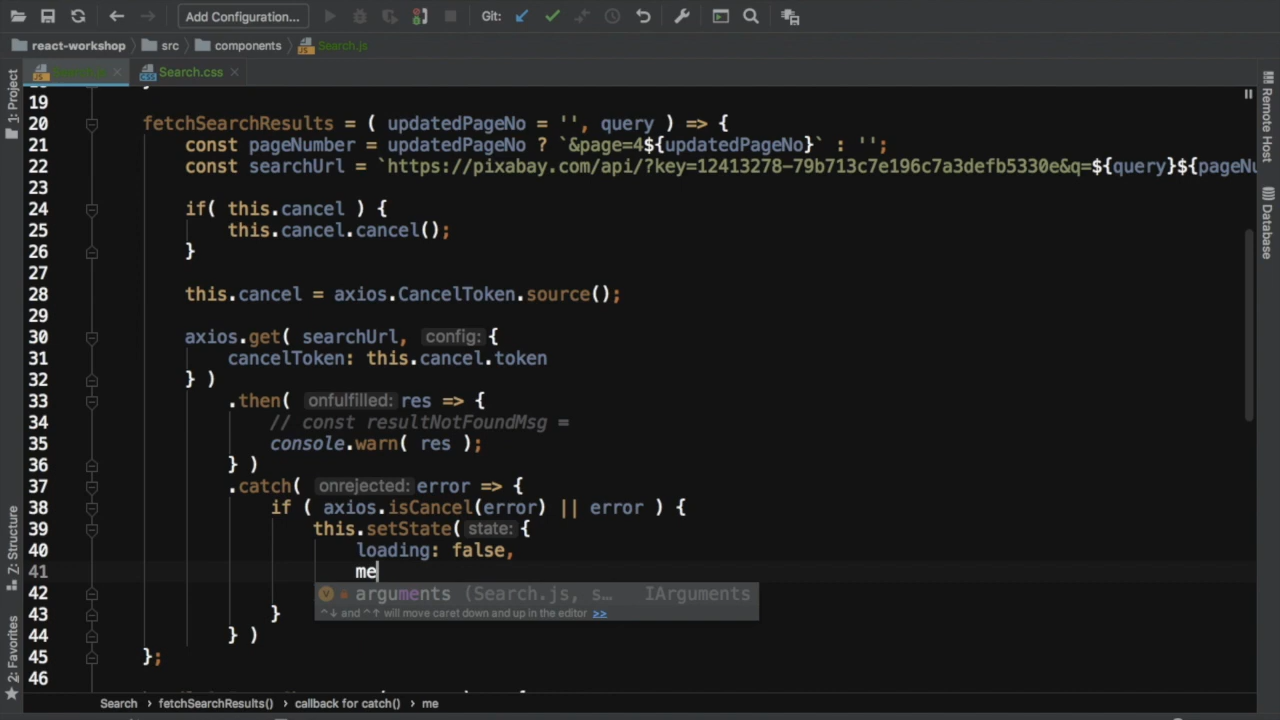 Add Configuration...
Git:
react-workshop
src
components
Search.js
Search.css
1: Project
Z: Structure
2: Favorites
Remote Host
Database
19
20 fetchSearchResults = ( updatedPageNo = '', query ) => {
21 const pageNumber = updatedPageNo ? `&page=4${updatedPageNo}` : '';
22 const searchUrl = `https://pixabay.com/api/?key=12413278-79b713c7e196c7a3defb5330e&q=${query}${pageNu
23
24 if( this.cancel ) {
25 this.cancel.cancel();
26 }
27
28 this.cancel = axios.CancelToken.source();
29
30 axios.get( searchUrl, config: {
31 cancelToken: this.cancel.token
32 } )
33 .then( onfulfilled: res => {
34 // const resultNotFoundMsg =
35 console.warn( res );
36 } )
37 .catch( onrejected: error => {
38 if ( axios.isCancel(error) || error ) {
39 this.setState( state: {
40 loading: false,
41 me
42
arguments (Search.js, s... IArguments
^↓ and ^↑ will move caret down and up in the editor >>
43 }
44 } )
45 };
46
Search › fetchSearchResults() › callback for catch() › me